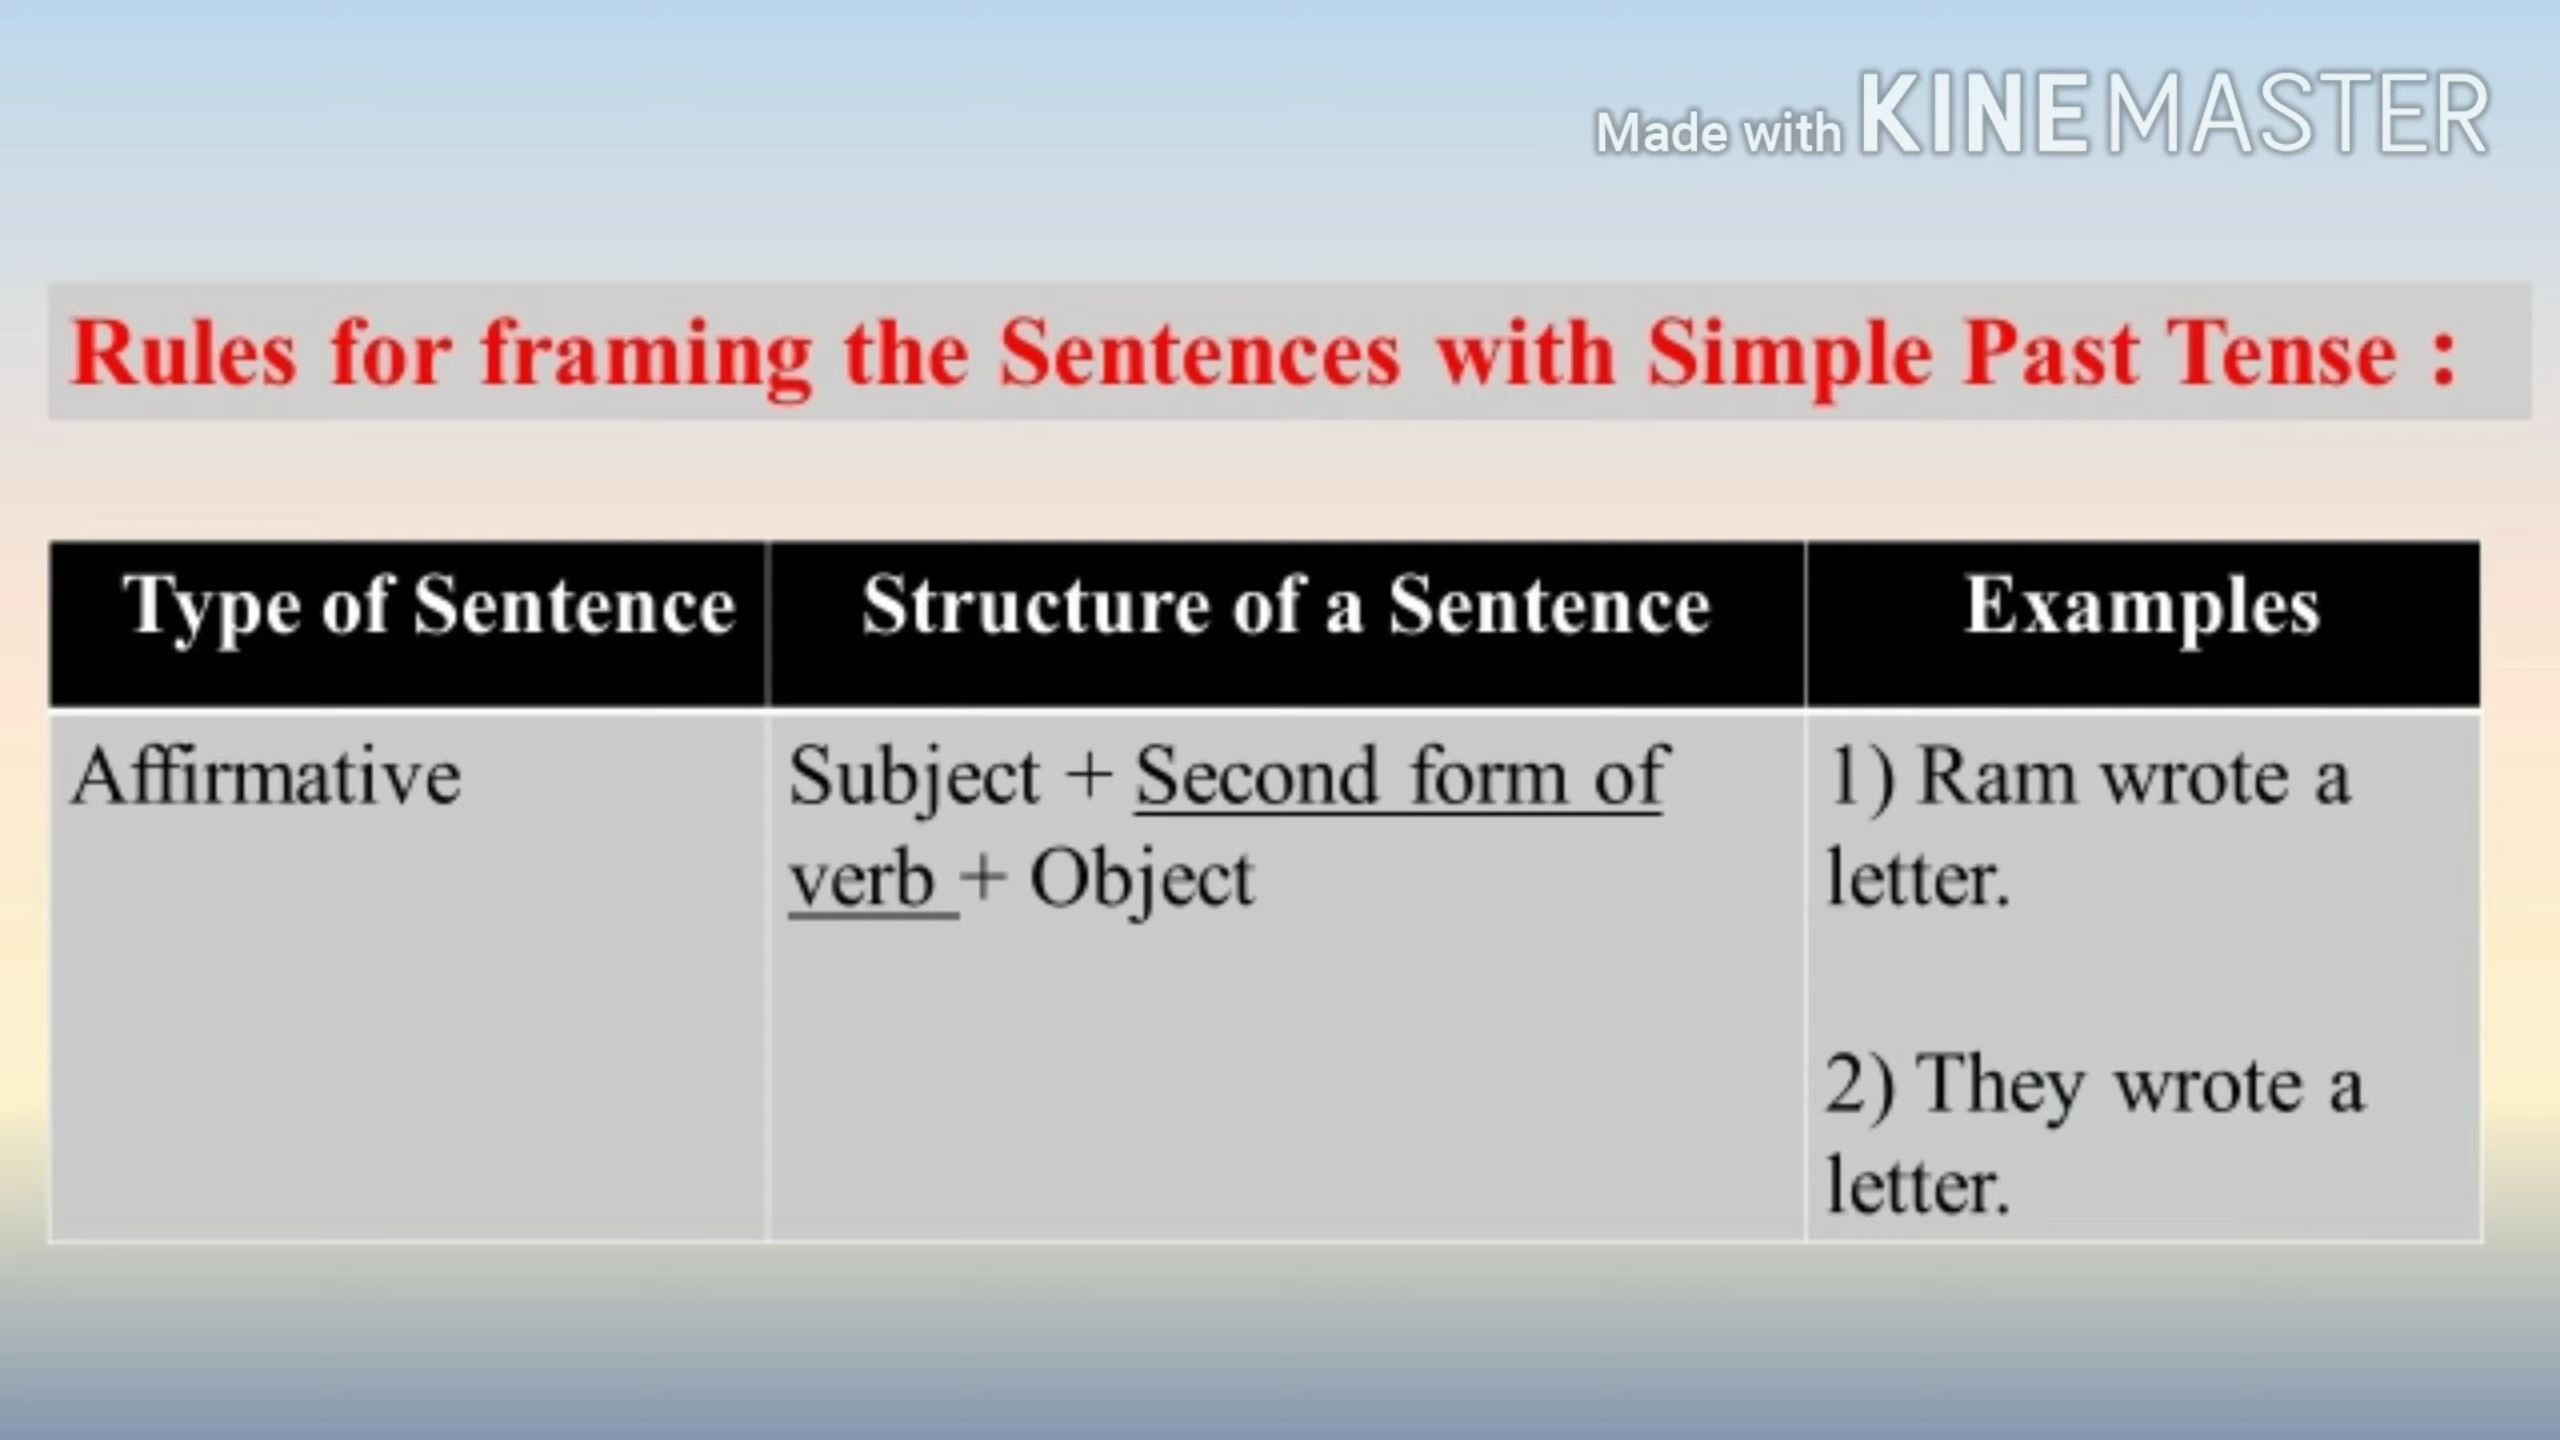 Made with KINEMASTER
Rules for framing the Sentences with Simple Past Tense :
Type of Sentence
Structure of a Sentence
Examples
Affirmative
Subject + Second form of
verb + Object
1) Ram wrote a
letter.
2) They wrote a
letter.